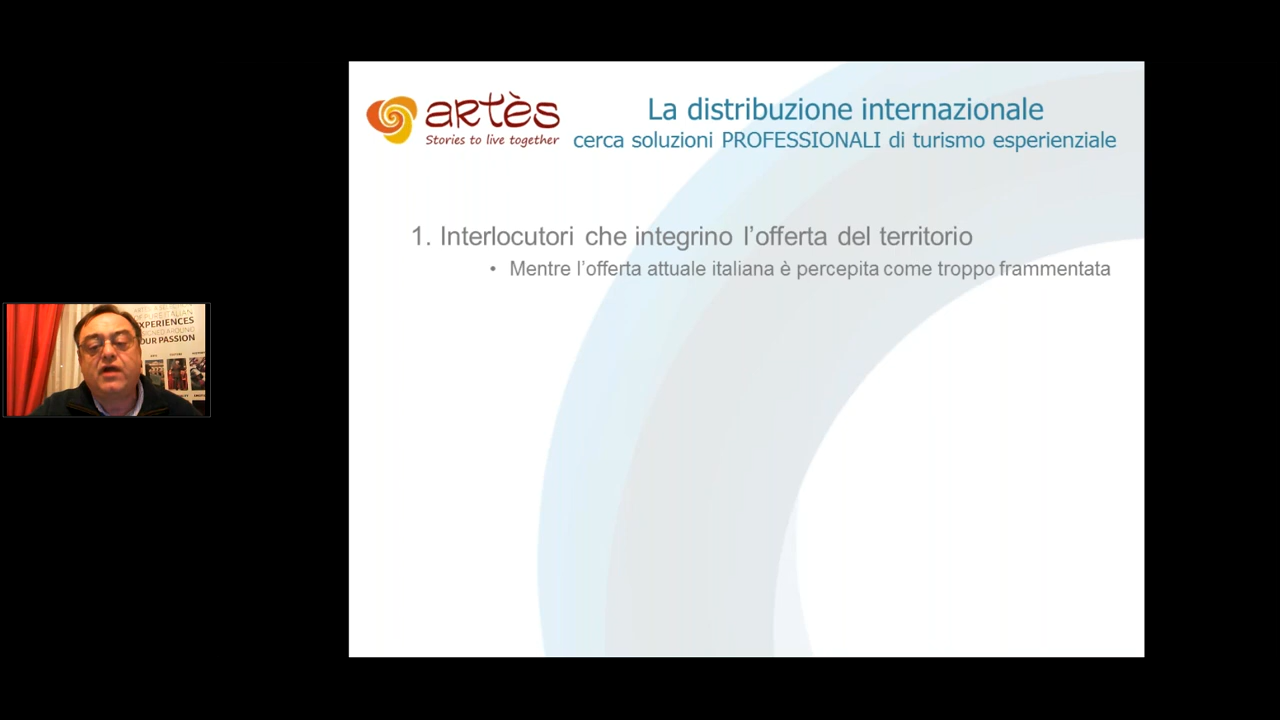 artès
Stories to live together
La distribuzione internazionale
cerca soluzioni PROFESSIONALI di turismo esperienziale
1. Interlocutori che integrino l’offerta del territorio
• Mentre l’offerta attuale italiana è percepita come troppo frammentata
EXPERIENCES
OUR PASSION